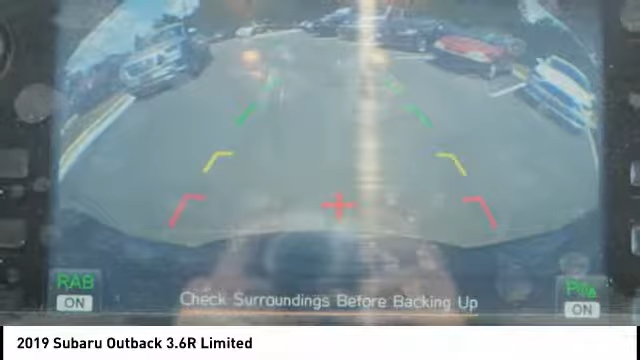 RAB
ON
Check Surroundings Before Backing Up
ON
2019 Subaru Outback 3.6R Limited